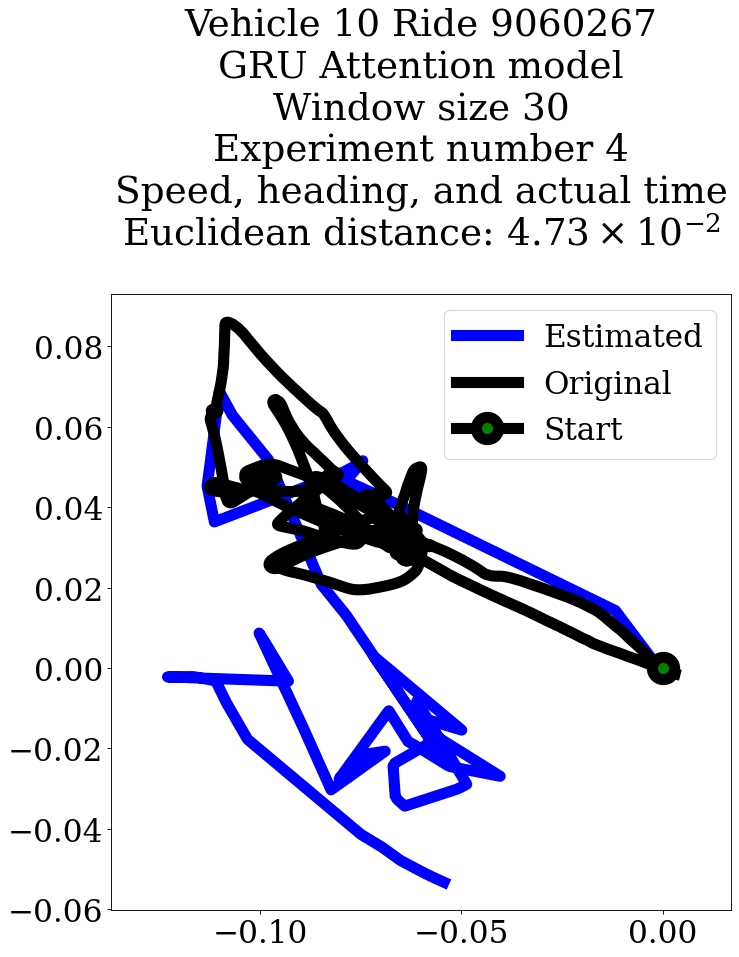 Vehicle 10 Ride 9060267
GRU Attention model
Window size 30
Experiment number 4
Speed, heading, and actual time
Euclidean distance: 4.73 × 10⁻²
Estimated
Original
Start
0.08
0.06
0.04
0.02
0.00
−0.02
−0.04
−0.06
−0.10
−0.05
0.00